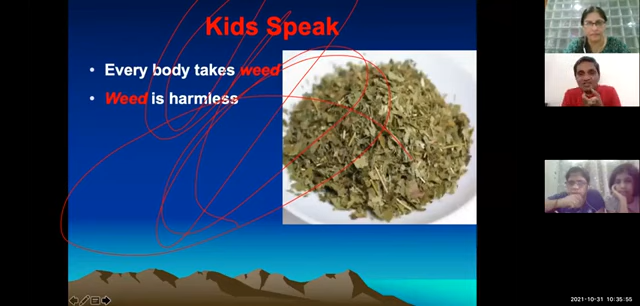 Kids Speak
• Every body takes weed
• Weed is harmless
2021-10-31 10:35:55